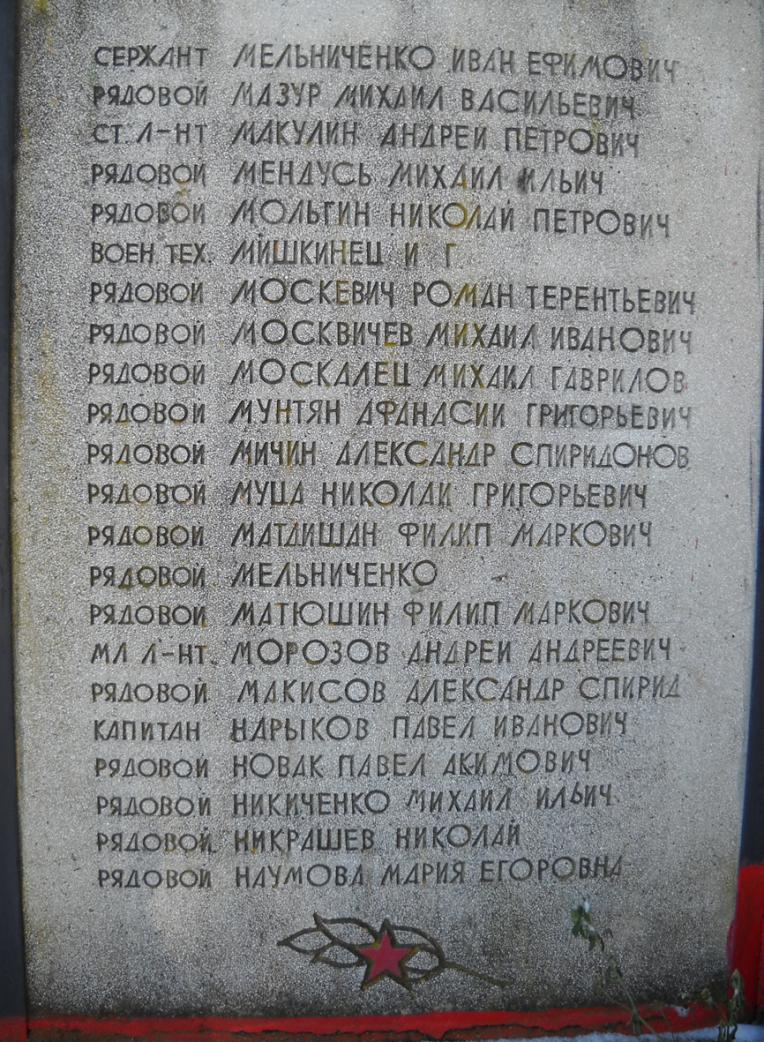 СЕРЖАНТ МЕЛЬНИЧЕНКО ИВАН ЕФИМОВИЧ
РЯДОВОЙ МАЗУР МИХАИЛ ВАСИЛЬЕВИЧ
СТ. Л-НТ МАКУЛИН АНДРЕЙ ПЕТРОВИЧ
РЯДОВОЙ МЕНДУСЬ МИХАИЛ ИЛЬИЧ
РЯДОВОЙ МОЛЬГИН НИКОЛАЙ ПЕТРОВИЧ
ВОЕН. ТЕХ. МИШКИНЕЦ И Г
РЯДОВОЙ МОСКЕВИЧ РОМАН ТЕРЕНТЬЕВИЧ
РЯДОВОЙ МОСКВИЧЕВ МИХАИЛ ИВАНОВИЧ
РЯДОВОЙ МОСКАЛЕЦ МИХАИЛ ГАВРИЛОВ
РЯДОВОЙ МУНТЯН АФАНАСИИ ГРИГОРЬЕВИЧ
РЯДОВОЙ МИЧИН АЛЕКСАНДР СПИРИДОНОВ
РЯДОВОЙ МУЦА НИКОЛАЙ ГРИГОРЬЕВИЧ
РЯДОВОЙ МАТДИШАН ФИЛИП МАРКОВИЧ
РЯДОВОЙ МЕЛЬНИЧЕНКО
РЯДОВОЙ МАТЮШИН ФИЛИП МАРКОВИЧ
МЛ Л-НТ. МОРОЗОВ АНДРЕИ АНДРЕЕВИЧ
РЯДОВОЙ МАКИСОВ АЛЕКСАНДР СПИРИД
КАПИТАН НАРЫКОВ ПАВЕЛ ИВАНОВИЧ
РЯДОВОЙ НОВАК ПАВЕЛ АКИМОВИЧ
РЯДОВОЙ НИКИЧЕНКО МИХАИЛ ИЛЬИЧ
РЯДОВОЙ НИКРАШЕВ НИКОЛАЙ
РЯДОВОЙ НАУМОВА МАРИЯ ЕГОРОВНА